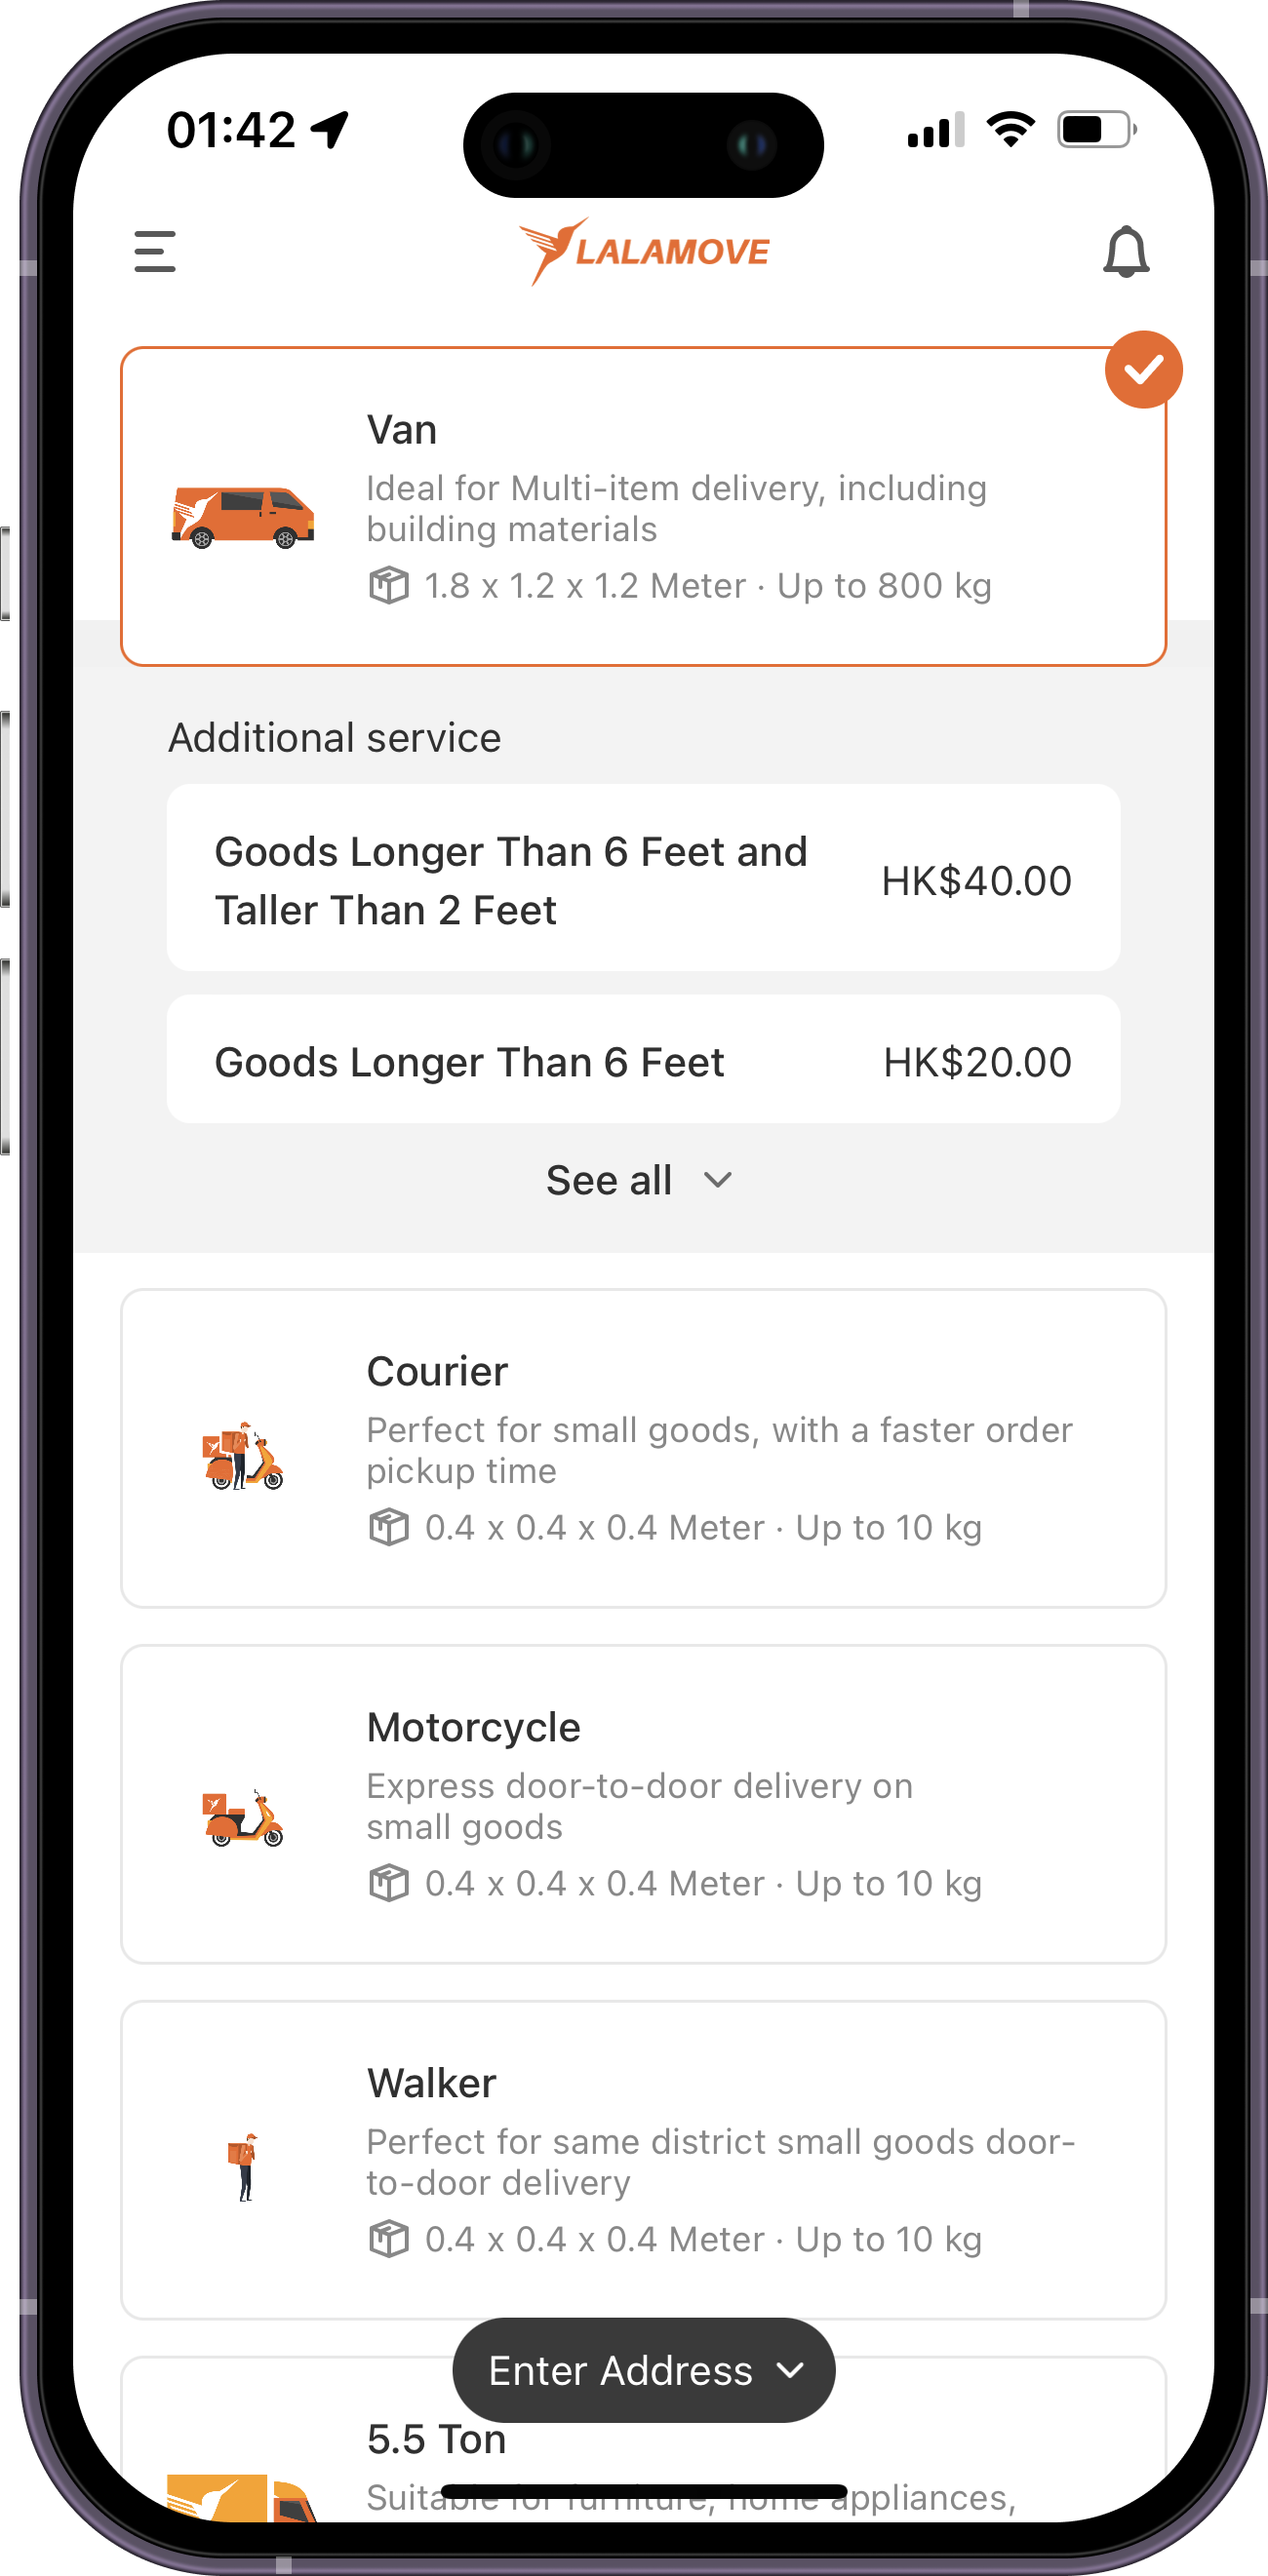 01:42
LALAMOVE
Van
Ideal for Multi-item delivery, including
building materials
1.8 x 1.2 x 1.2 Meter · Up to 800 kg
Additional service
Goods Longer Than 6 Feet and
Taller Than 2 Feet
HK$40.00
Goods Longer Than 6 Feet
HK$20.00
See all
Courier
Perfect for small goods, with a faster order
pickup time
0.4 x 0.4 x 0.4 Meter · Up to 10 kg
Motorcycle
Express door-to-door delivery on
small goods
0.4 x 0.4 x 0.4 Meter · Up to 10 kg
Walker
Perfect for same district small goods door-
to-door delivery
0.4 x 0.4 x 0.4 Meter · Up to 10 kg
Enter Address
5.5 Ton
Suitable for furniture, home appliances,